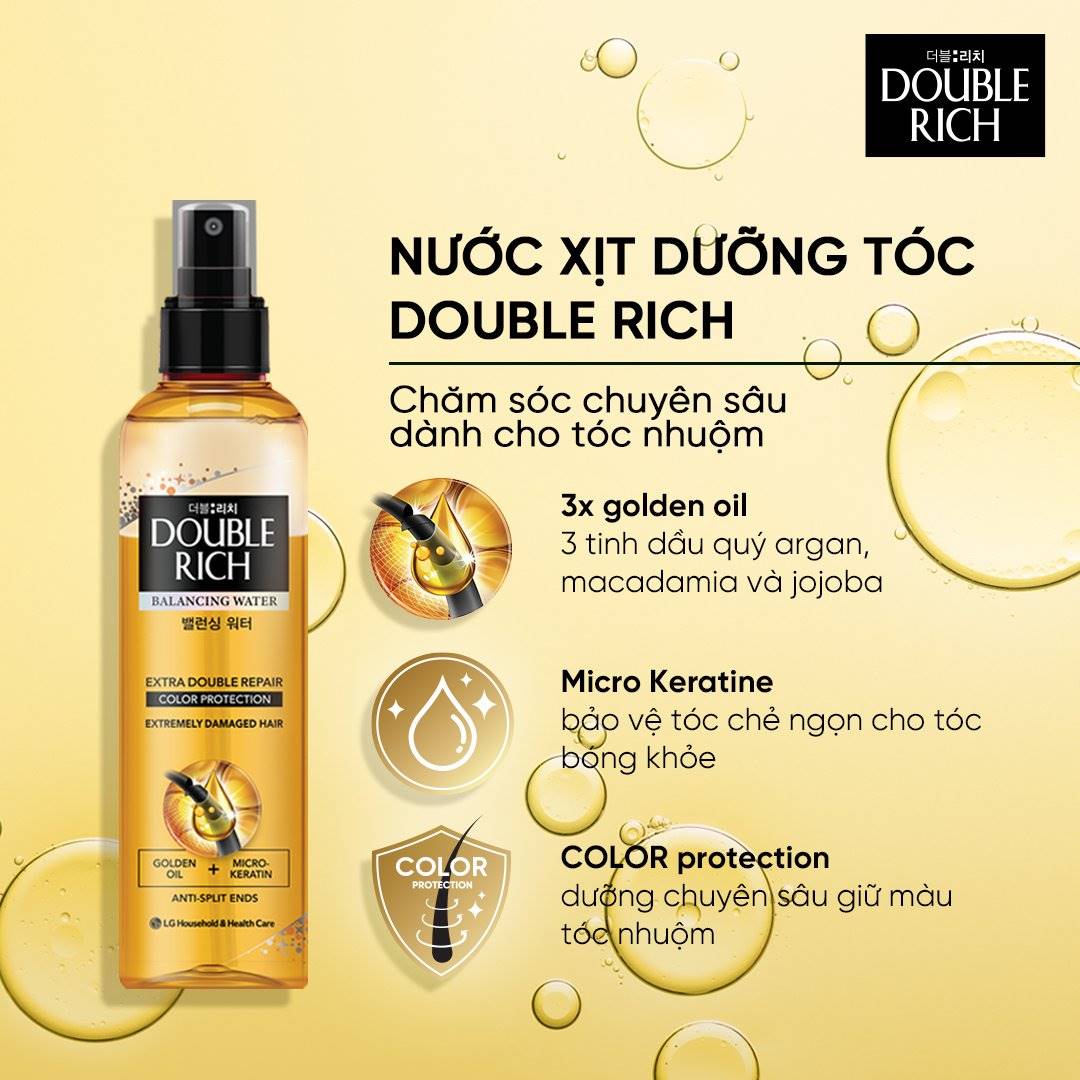 더블:리치
DOUBLE
RICH
NƯỚC XỊT DƯỠNG TÓC
DOUBLE RICH
Chăm sóc chuyên sâu
dành cho tóc nhuộm
3x golden oil
3 tinh dầu quý argan,
macadamia và jojoba
Micro Keratine
bảo vệ tóc chẻ ngọn cho tóc
bóng khỏe
COLOR
PROTECTION
COLOR protection
dưỡng chuyên sâu giữ màu
tóc nhuộm
더블:리치
DOUBLE
RICH
BALANCING WATER
밸런싱 워터
EXTRA DOUBLE REPAIR
COLOR PROTECTION
EXTREMELY DAMAGED HAIR
GOLDEN OIL + MICRO-KERATIN
ANTI-SPLIT ENDS
LG Household & Health Care